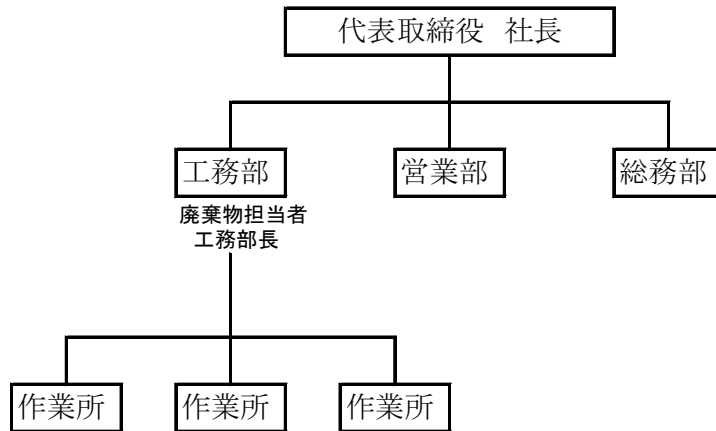 代表取締役 社長
工務部
営業部
総務部
廃棄物担当者
工務部長
作業所
作業所
作業所